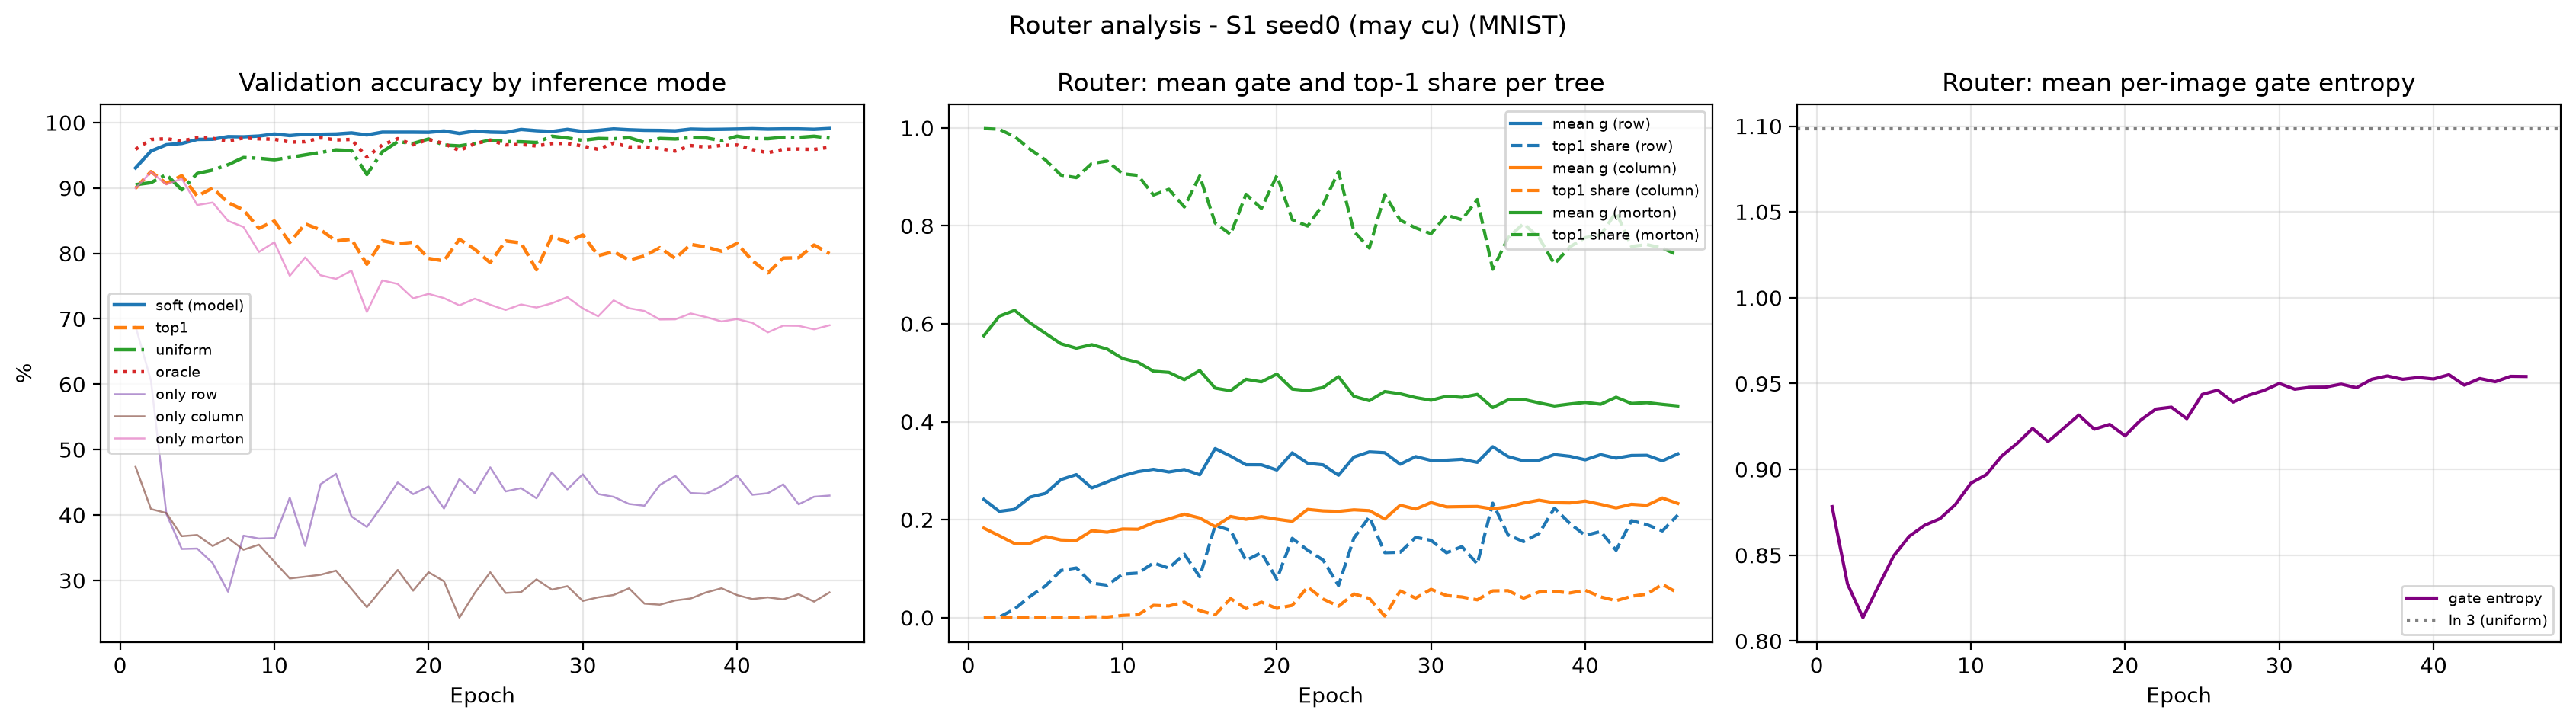 Router analysis - S1 seed0 (may cu) (MNIST)
Validation accuracy by inference mode
100
90
80
70
60
50
40
30
%
soft (model)
top1
uniform
oracle
only row
only column
only morton
0 10 20 30 40
Epoch
Router: mean gate and top-1 share per tree
1.0
0.8
0.6
0.4
0.2
0.0
mean g (row)
top1 share (row)
mean g (column)
top1 share (column)
mean g (morton)
top1 share (morton)
0 10 20 30 40
Epoch
Router: mean per-image gate entropy
1.10
1.05
1.00
0.95
0.90
0.85
0.80
gate entropy
ln 3 (uniform)
0 10 20 30 40
Epoch